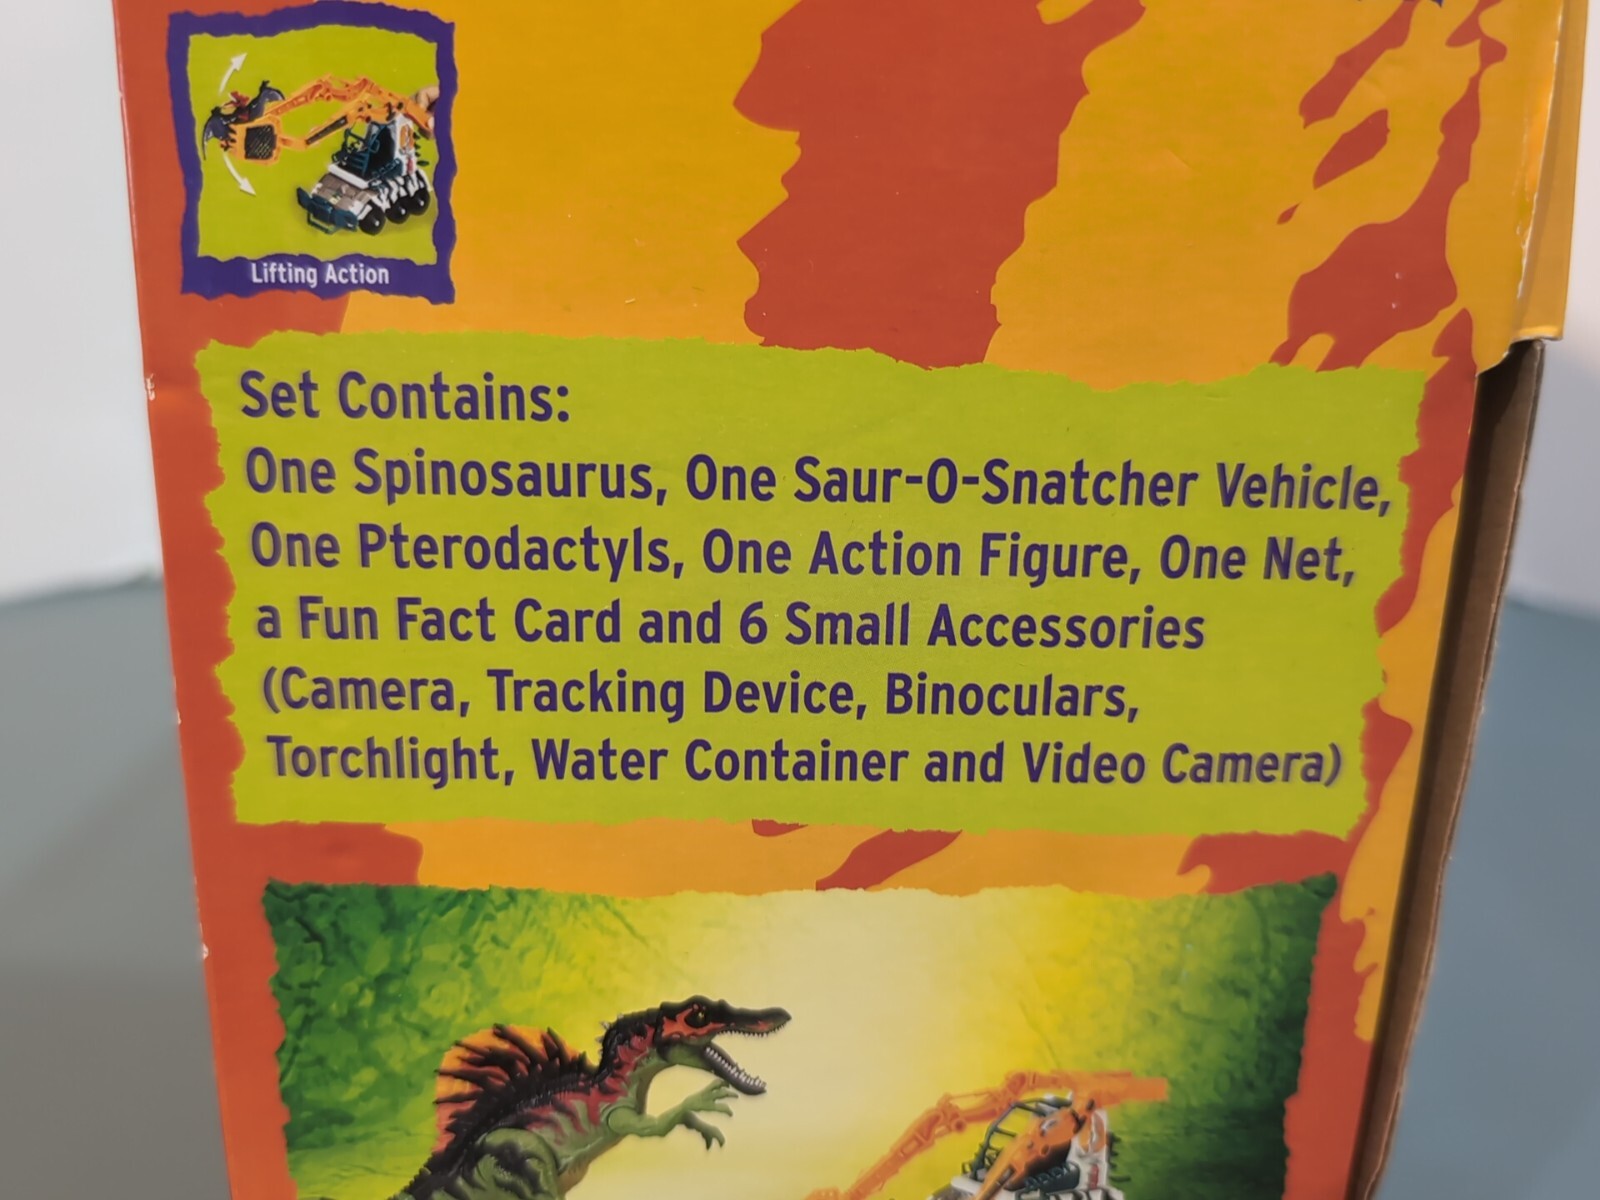 Lifting Action
Set Contains:
One Spinosaurus, One Saur-O-Snatcher Vehicle,
One Pterodactyls, One Action Figure, One Net,
a Fun Fact Card and 6 Small Accessories
(Camera, Tracking Device, Binoculars,
Torchlight, Water Container and Video Camera)